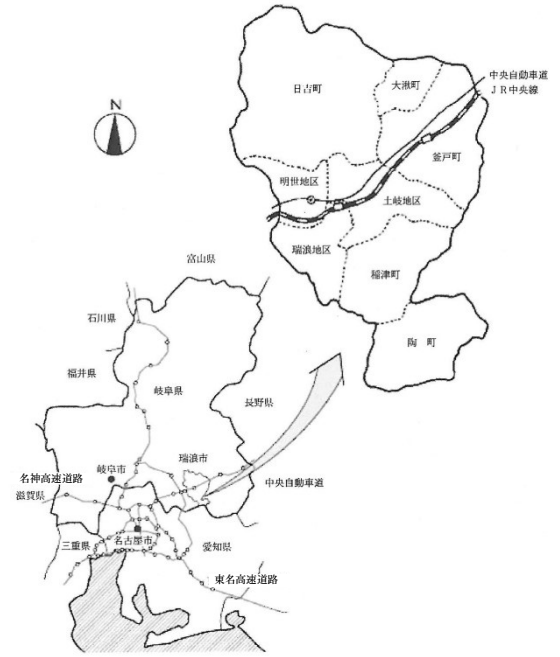 日吉町
大湫町
中央自動車道
JR中央線
N
釜戸町
明世地区
土岐地区
瑞浪地区
稲津町
富山県
石川県
陶 町
福井県
岐阜県
長野県
瑞浪市
岐阜市
名神高速道路
中央自動車道
滋賀県
三重県
名古屋市
愛知県
東名高速道路